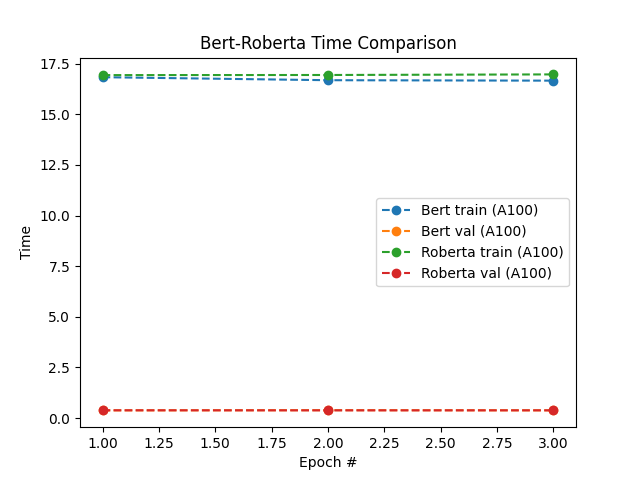 Bert-Roberta Time Comparison
17.5
15.0
12.5
10.0
7.5
5.0
2.5
0.0
Time
Bert train (A100)
Bert val (A100)
Roberta train (A100)
Roberta val (A100)
1.00 1.25 1.50 1.75 2.00 2.25 2.50 2.75 3.00
Epoch #